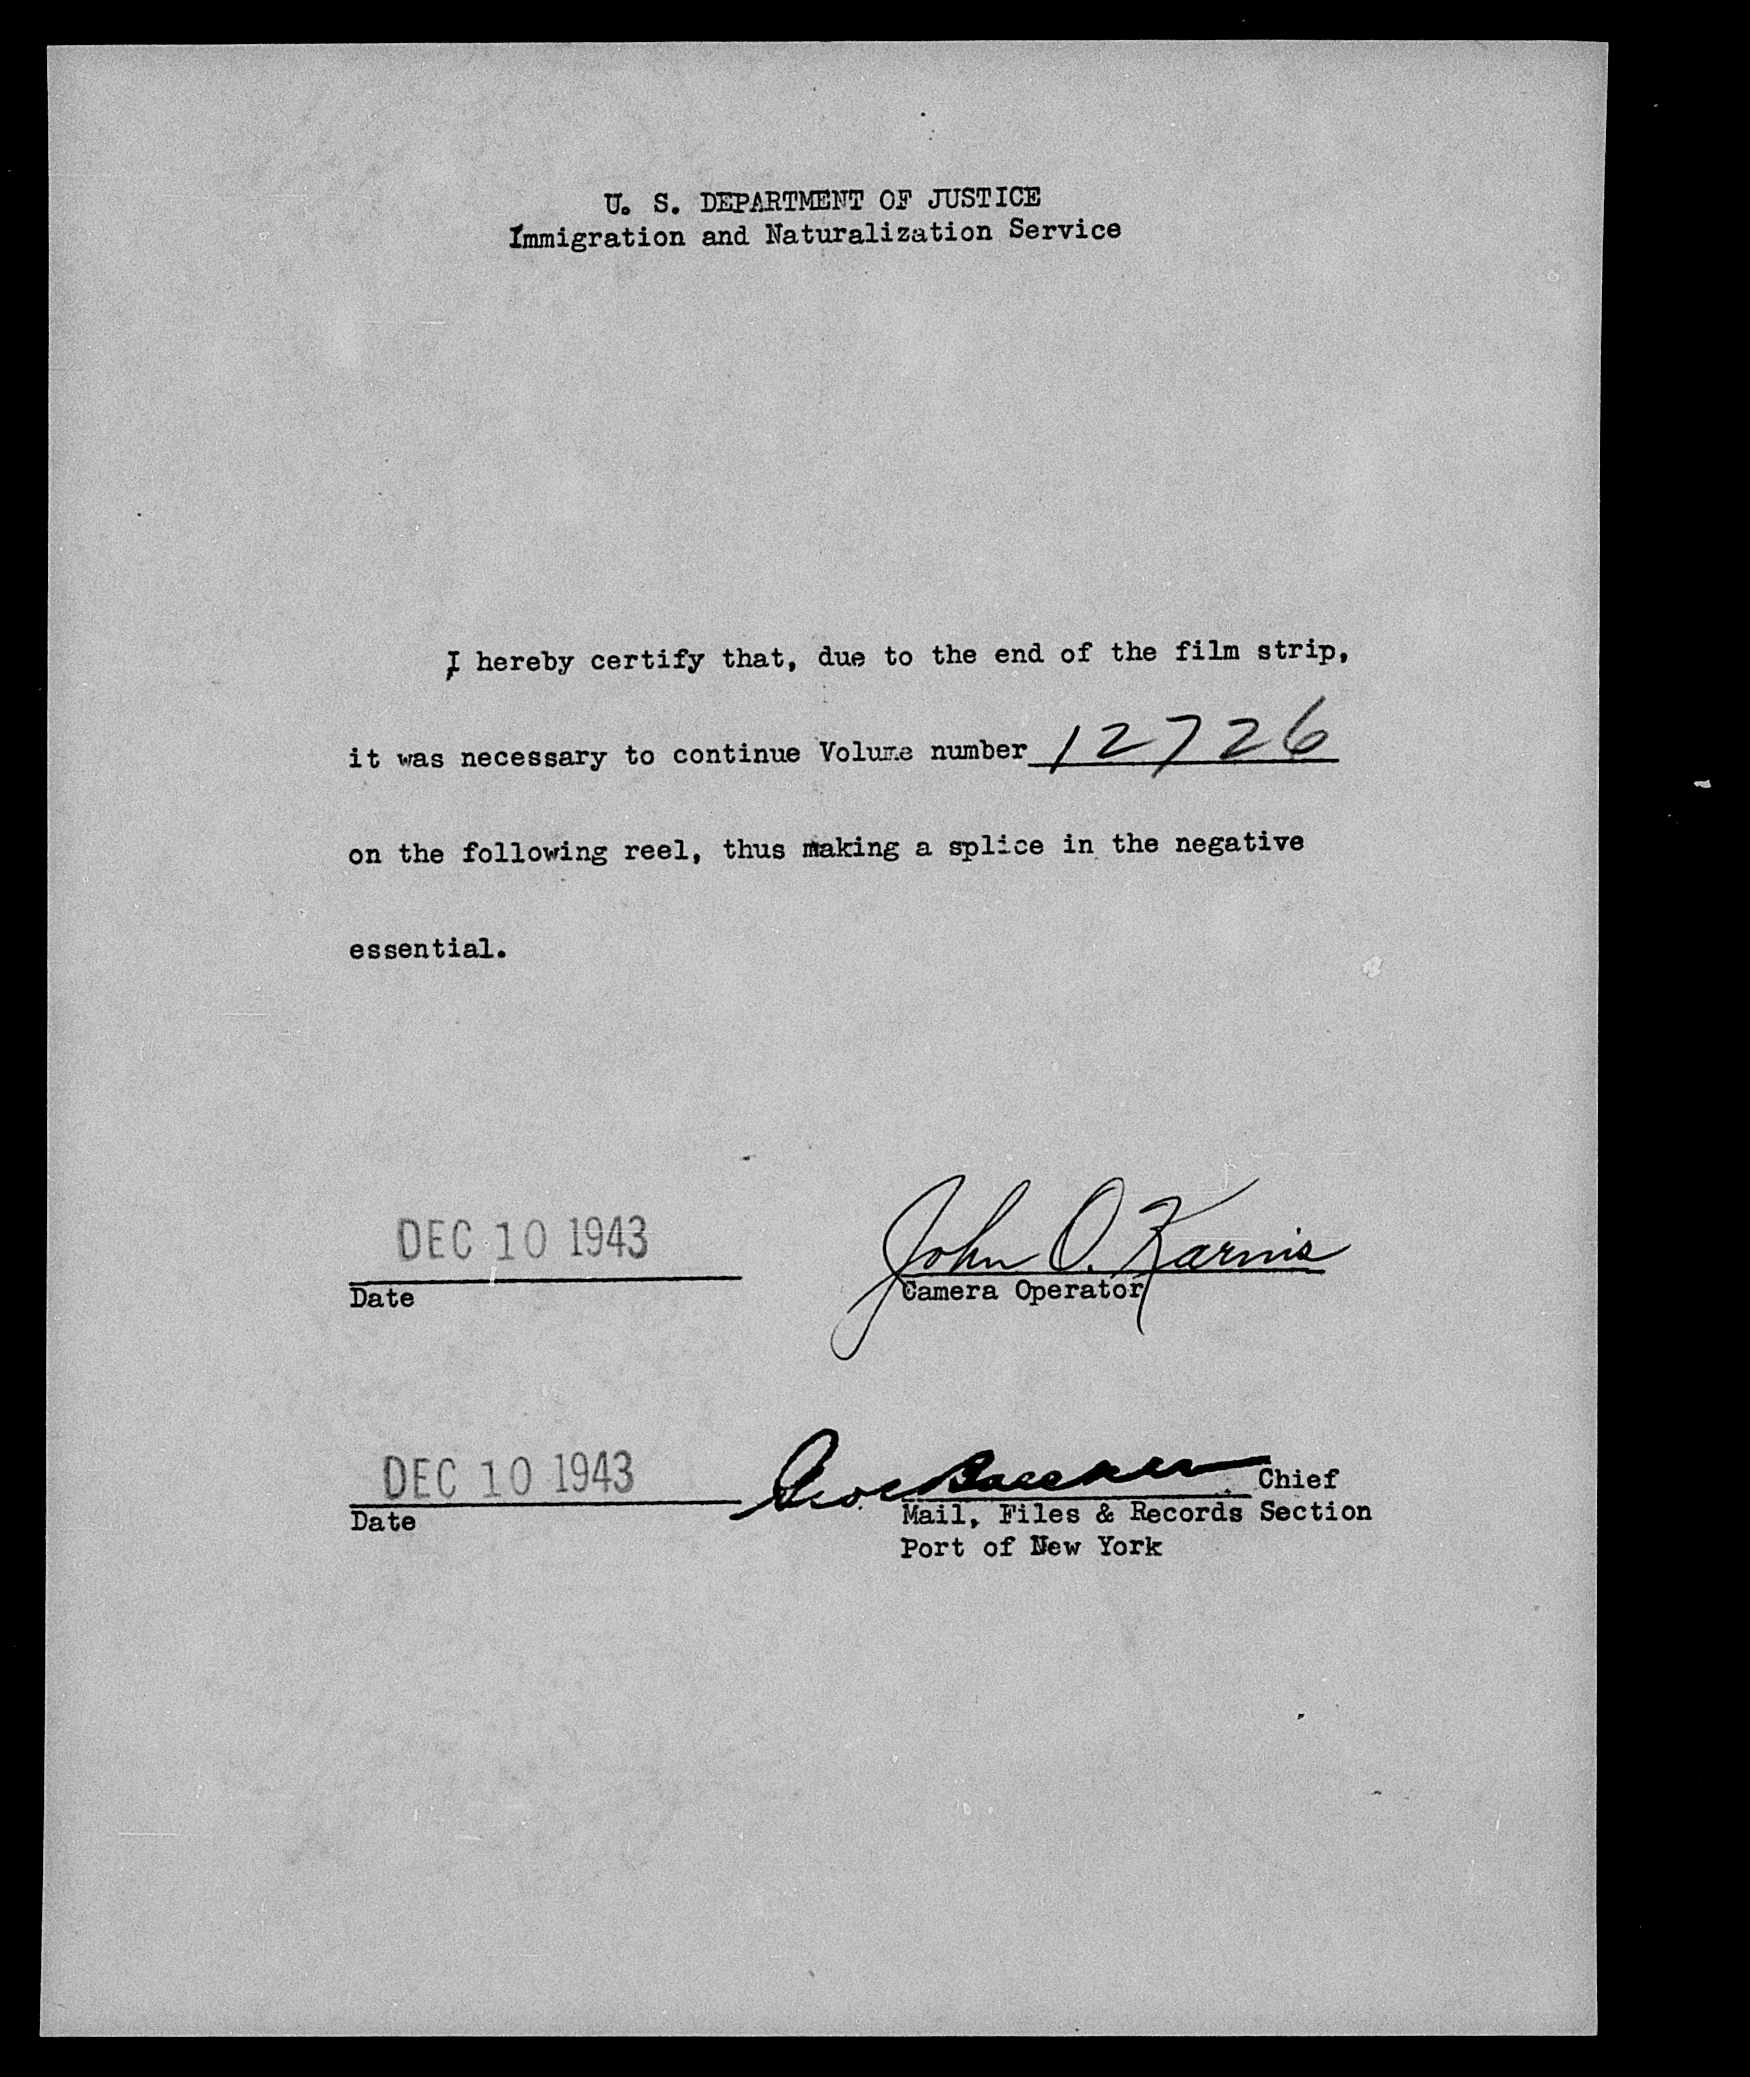 U. S. DEPARTMENT OF JUSTICE
Immigration and Naturalization Service
I hereby certify that, due to the end of the film strip,
it was necessary to continue Volume number 12726
on the following reel, thus making a splice in the negative
essential.
DEC 10 1943
John O. Karnis
Date
Camera Operator
DEC 10 1943
Chief
Date
Mail, Files & Records Section
Port of New York